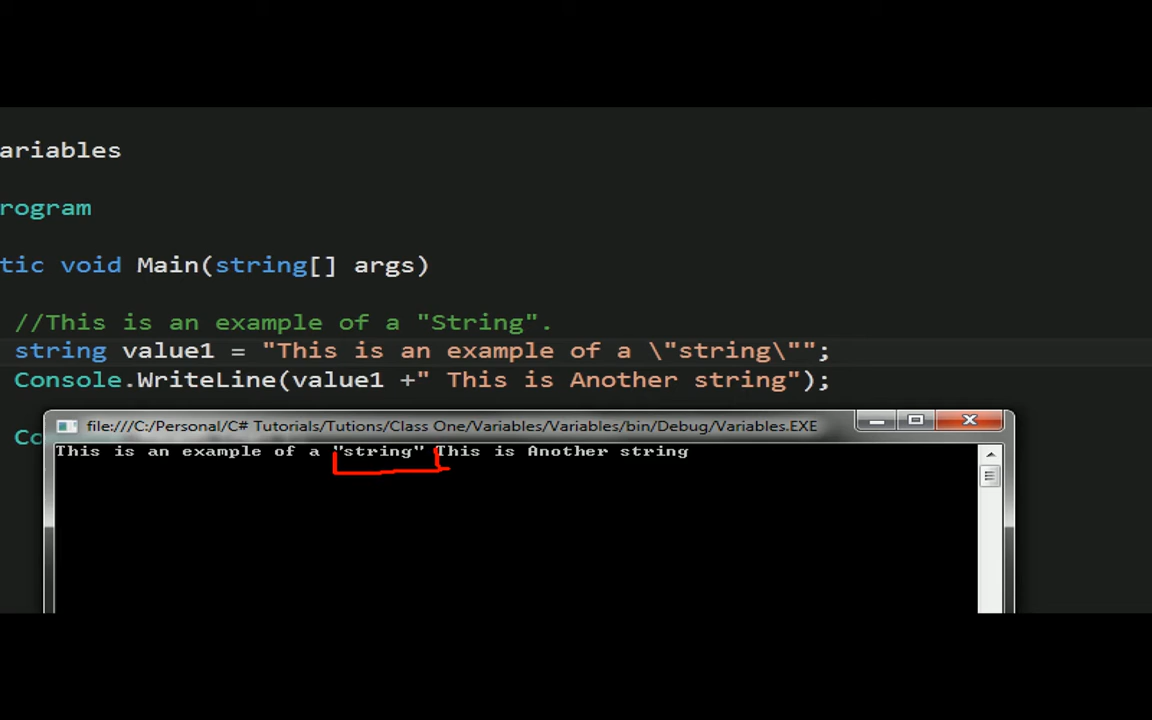 ariables
rogram
tic void Main(string[] args)
//This is an example of a "String".
string value1 = "This is an example of a \"string\"";
Console.WriteLine(value1 +" This is Another string");
Co
file:///C:/Personal/C# Tutorials/Tutions/Class One/Variables/Variables/bin/Debug/Variables.EXE
This is an example of a "string" This is Another string